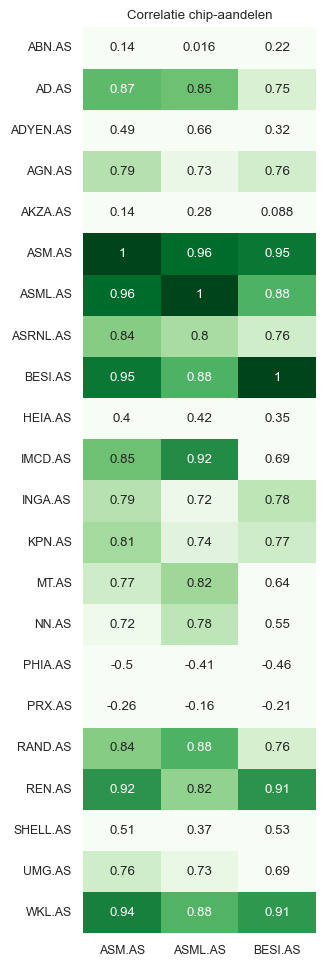 Correlatie chip-aandelen
ABN.AS 0.14 0.016 0.22
AD.AS 0.87 0.85 0.75
ADYEN.AS 0.49 0.66 0.32
AGN.AS 0.79 0.73 0.76
AKZA.AS 0.14 0.28 0.088
ASM.AS 1 0.96 0.95
ASML.AS 0.96 1 0.88
ASRNL.AS 0.84 0.8 0.76
BESI.AS 0.95 0.88 1
HEIA.AS 0.4 0.42 0.35
IMCD.AS 0.85 0.92 0.69
INGA.AS 0.79 0.72 0.78
KPN.AS 0.81 0.74 0.77
MT.AS 0.77 0.82 0.64
NN.AS 0.72 0.78 0.55
PHIA.AS -0.5 -0.41 -0.46
PRX.AS -0.26 -0.16 -0.21
RAND.AS 0.84 0.88 0.76
REN.AS 0.92 0.82 0.91
SHELL.AS 0.51 0.37 0.53
UMG.AS 0.76 0.73 0.69
WKL.AS 0.94 0.88 0.91
ASM.AS ASML.AS BESI.AS